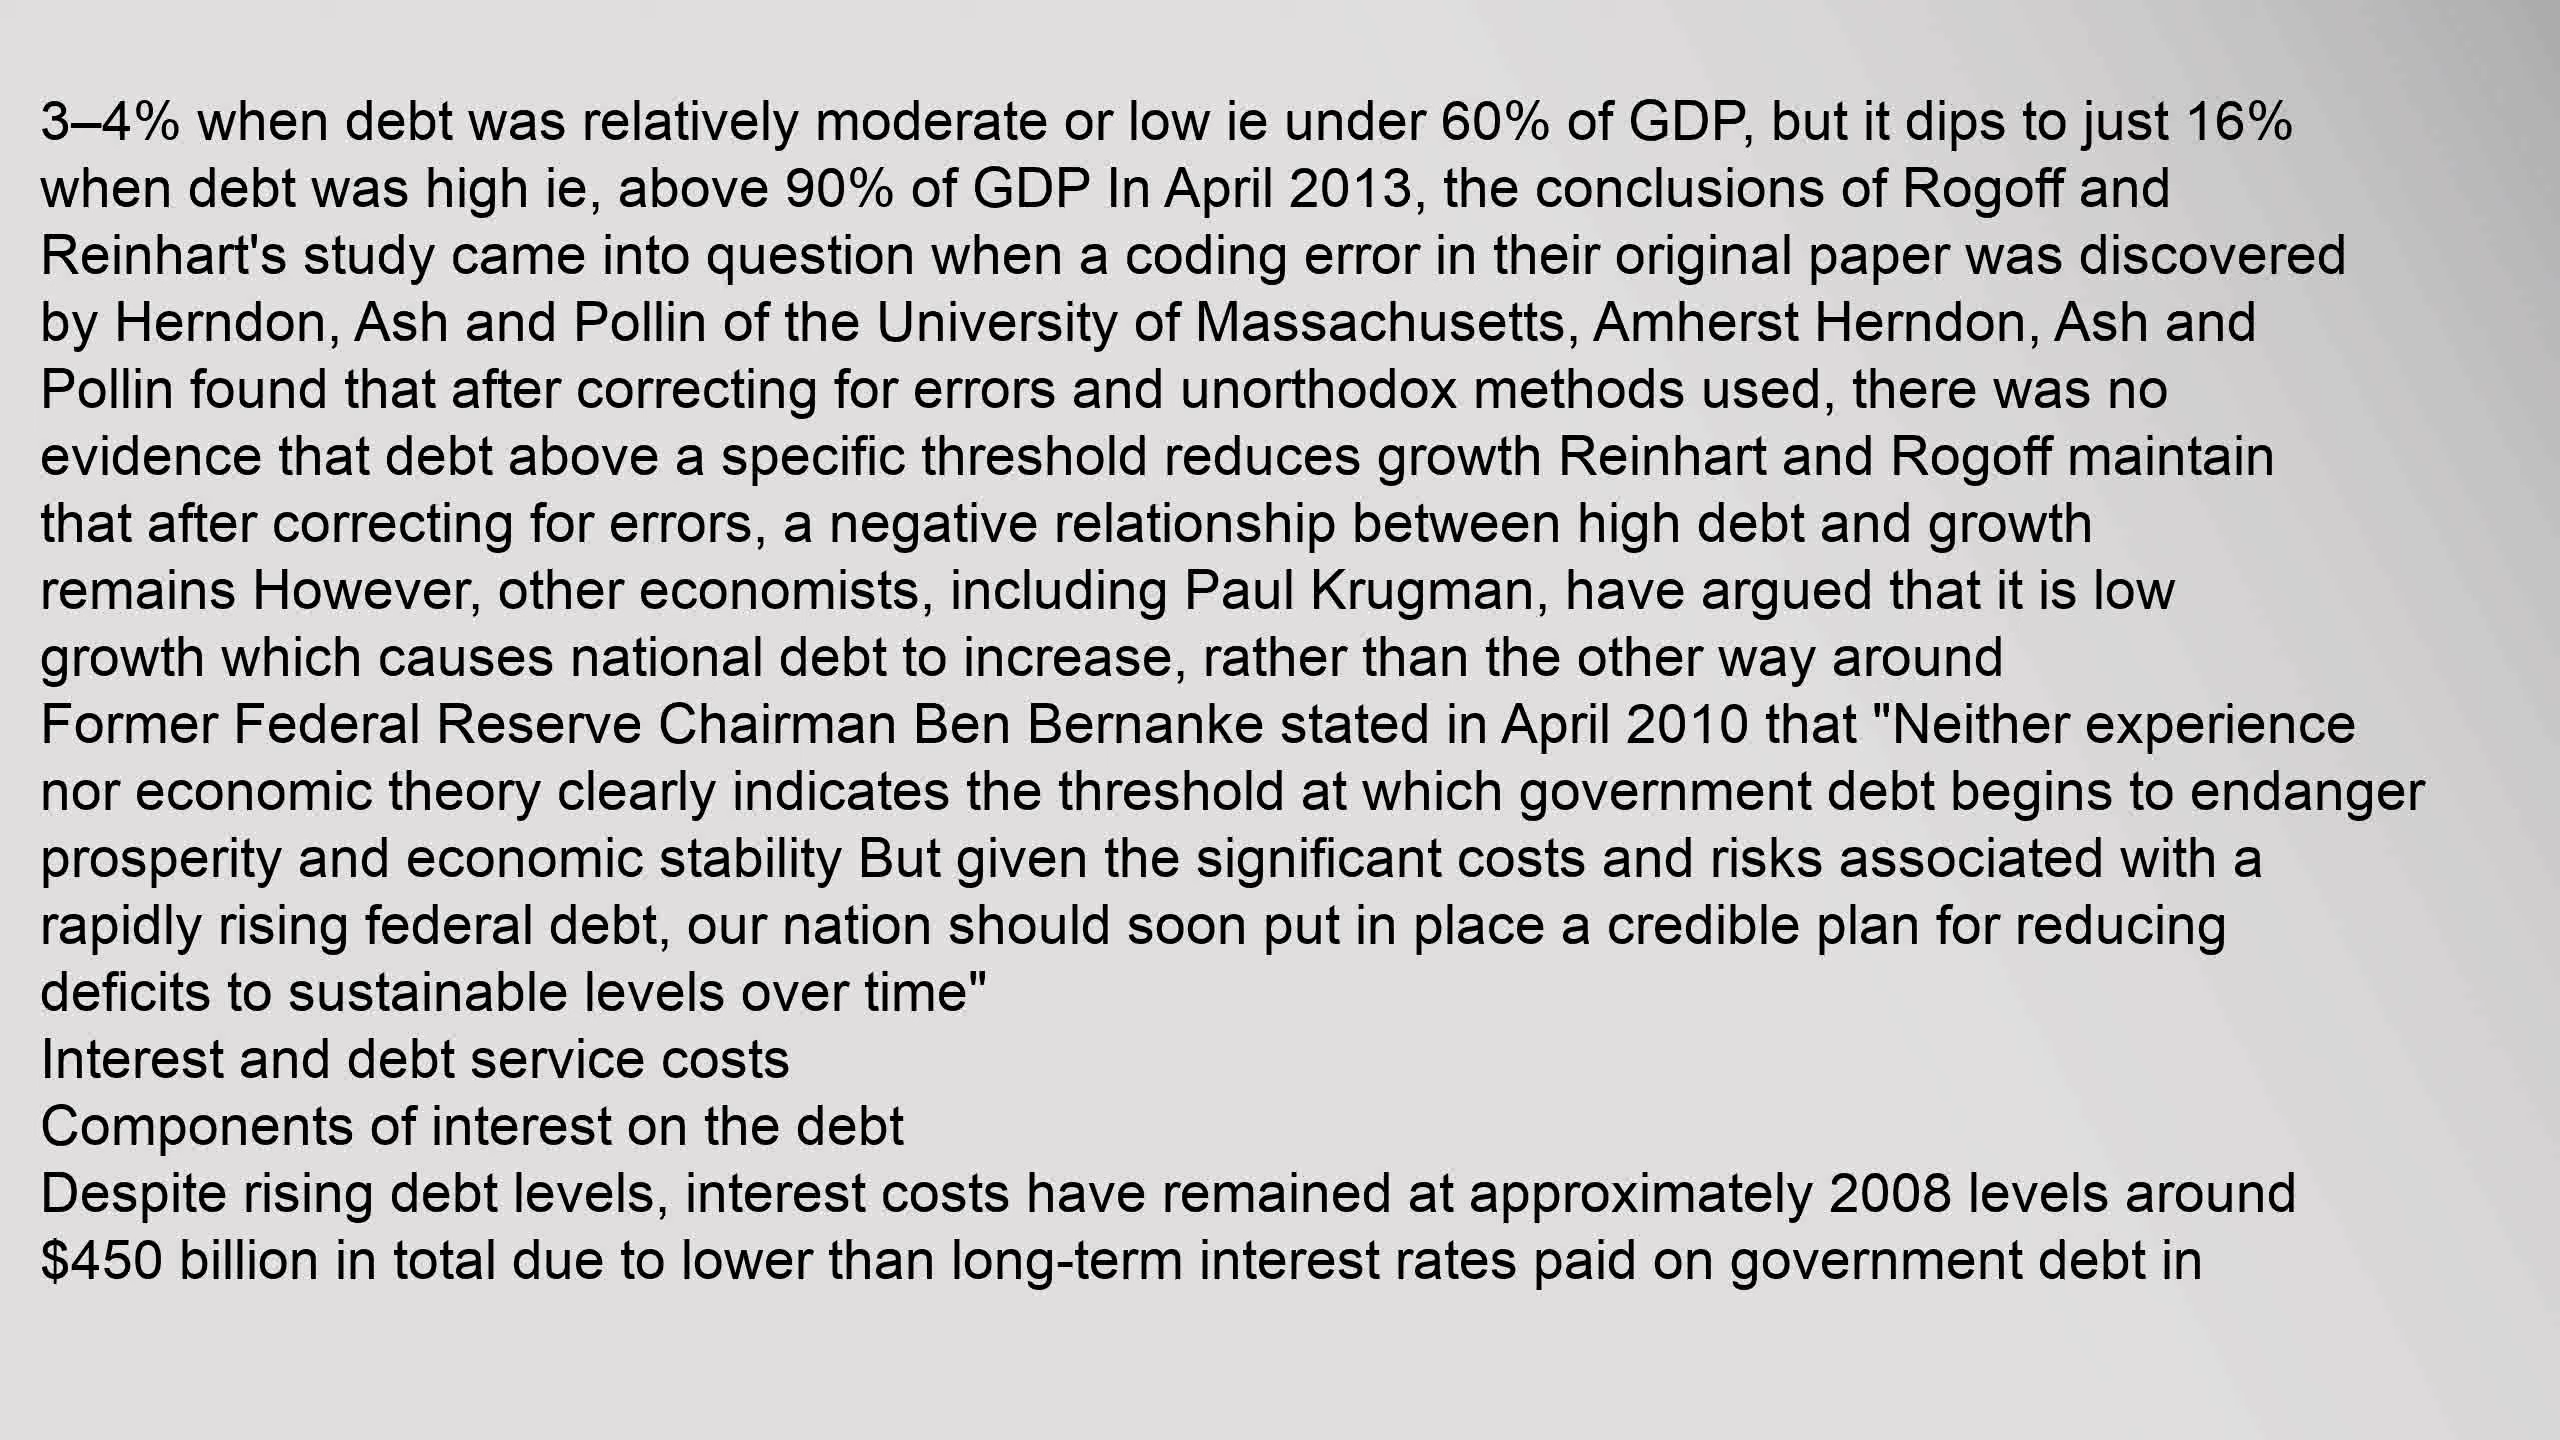 3–4% when debt was relatively moderate or low ie under 60% of GDP, but it dips to just 16%
when debt was high ie, above 90% of GDP In April 2013, the conclusions of Rogoff and
Reinhart's study came into question when a coding error in their original paper was discovered
by Herndon, Ash and Pollin of the University of Massachusetts, Amherst Herndon, Ash and
Pollin found that after correcting for errors and unorthodox methods used, there was no
evidence that debt above a specific threshold reduces growth Reinhart and Rogoff maintain
that after correcting for errors, a negative relationship between high debt and growth
remains However, other economists, including Paul Krugman, have argued that it is low
growth which causes national debt to increase, rather than the other way around
Former Federal Reserve Chairman Ben Bernanke stated in April 2010 that "Neither experience
nor economic theory clearly indicates the threshold at which government debt begins to endanger
prosperity and economic stability But given the significant costs and risks associated with a
rapidly rising federal debt, our nation should soon put in place a credible plan for reducing
deficits to sustainable levels over time"
Interest and debt service costs
Components of interest on the debt
Despite rising debt levels, interest costs have remained at approximately 2008 levels around
$450 billion in total due to lower than long-term interest rates paid on government debt in